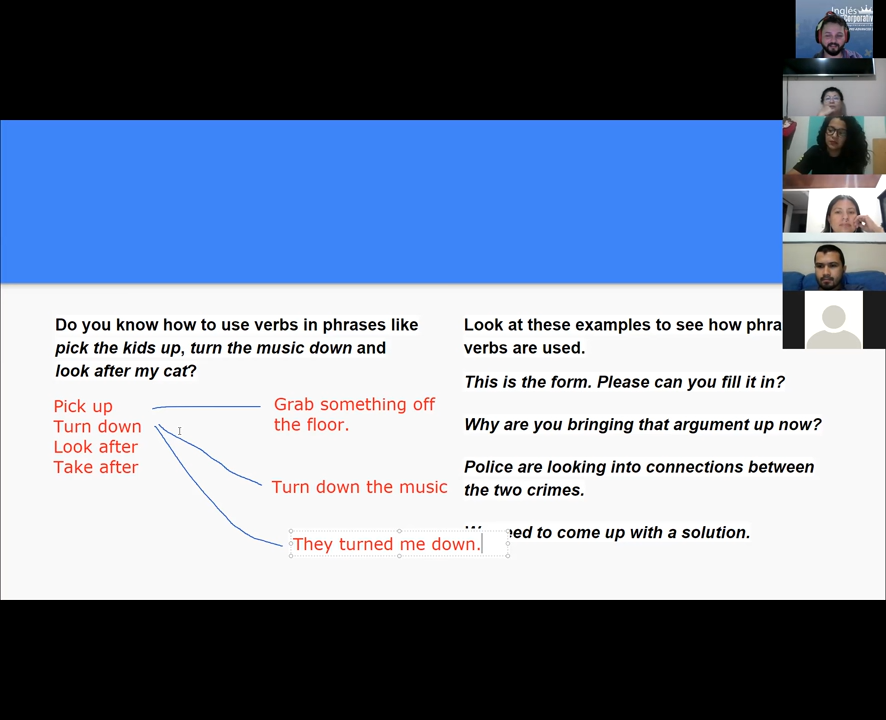 Inglés
Corporativo
Do you know how to use verbs in phrases like
pick the kids up, turn the music down and
look after my cat?
Pick up
Turn down
Look after
Take after
Grab something off
the floor.
Turn down the music
They turned me down.
Look at these examples to see how phra
verbs are used.
This is the form. Please can you fill it in?
Why are you bringing that argument up now?
Police are looking into connections between
the two crimes.
eed to come up with a solution.